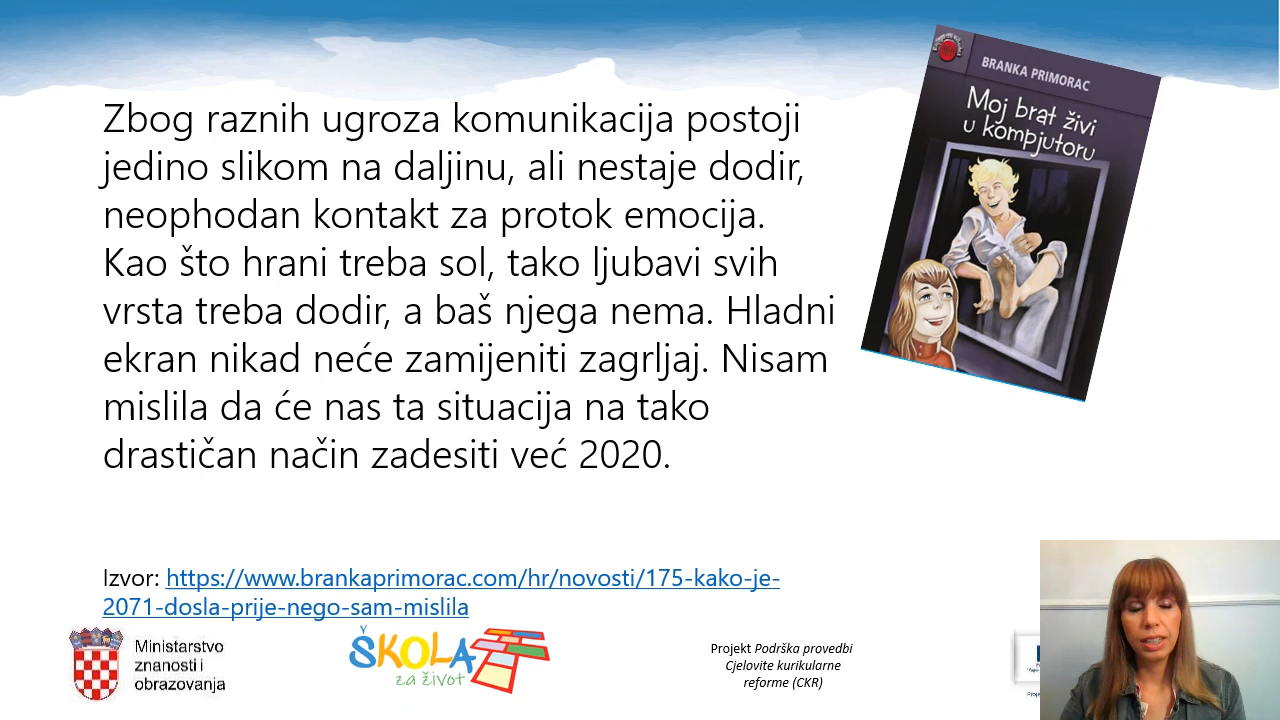 BRANKA PRIMORAC
Moj brat živi
u kompjutoru
Zbog raznih ugroza komunikacija postoji
jedino slikom na daljinu, ali nestaje dodir,
neophodan kontakt za protok emocija.
Kao što hrani treba sol, tako ljubavi svih
vrsta treba dodir, a baš njega nema. Hladni
ekran nikad neće zamijeniti zagrljaj. Nisam
mislila da će nas ta situacija na tako
drastičan način zadesiti već 2020.
Izvor: https://www.brankaprimorac.com/hr/novosti/175-kako-je-
2071-dosla-prije-nego-sam-mislila
Ministarstvo
znanosti i
obrazovanja
ŠKOLA
za život
Projekt Podrška provedbi
Cjelovite kurikularne
reforme (CKR)